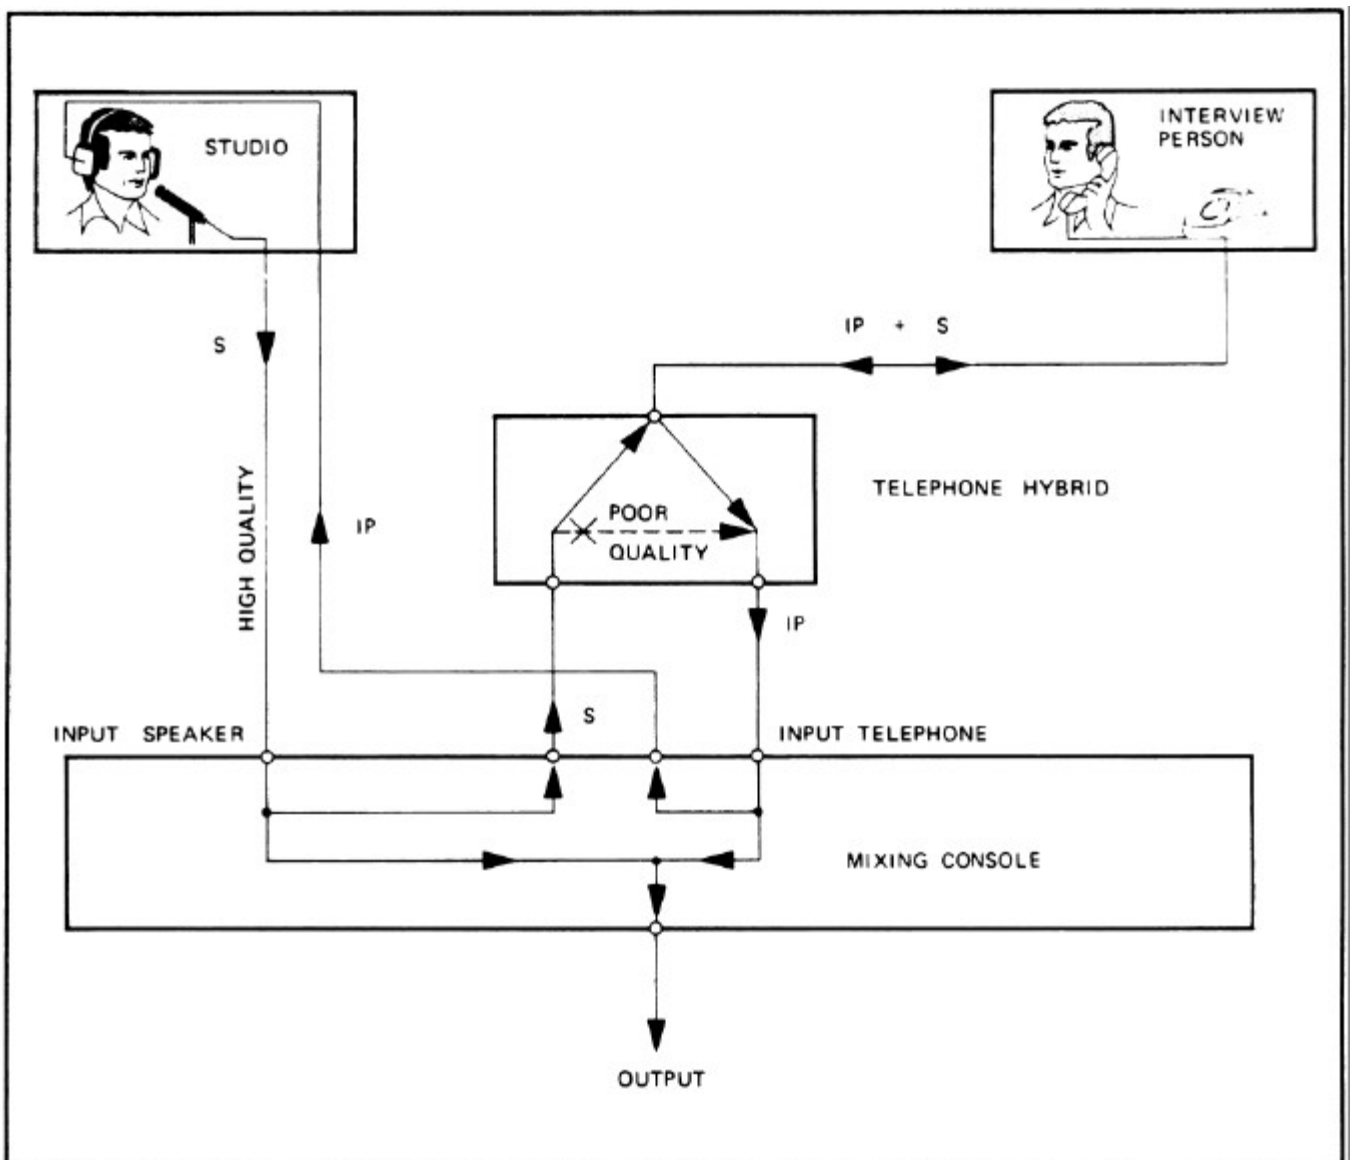 STUDIO
INTERVIEW
PERSON
S
IP + S
HIGH QUALITY
IP
TELEPHONE HYBRID
POOR
QUALITY
IP
S
INPUT SPEAKER
INPUT TELEPHONE
MIXING CONSOLE
OUTPUT